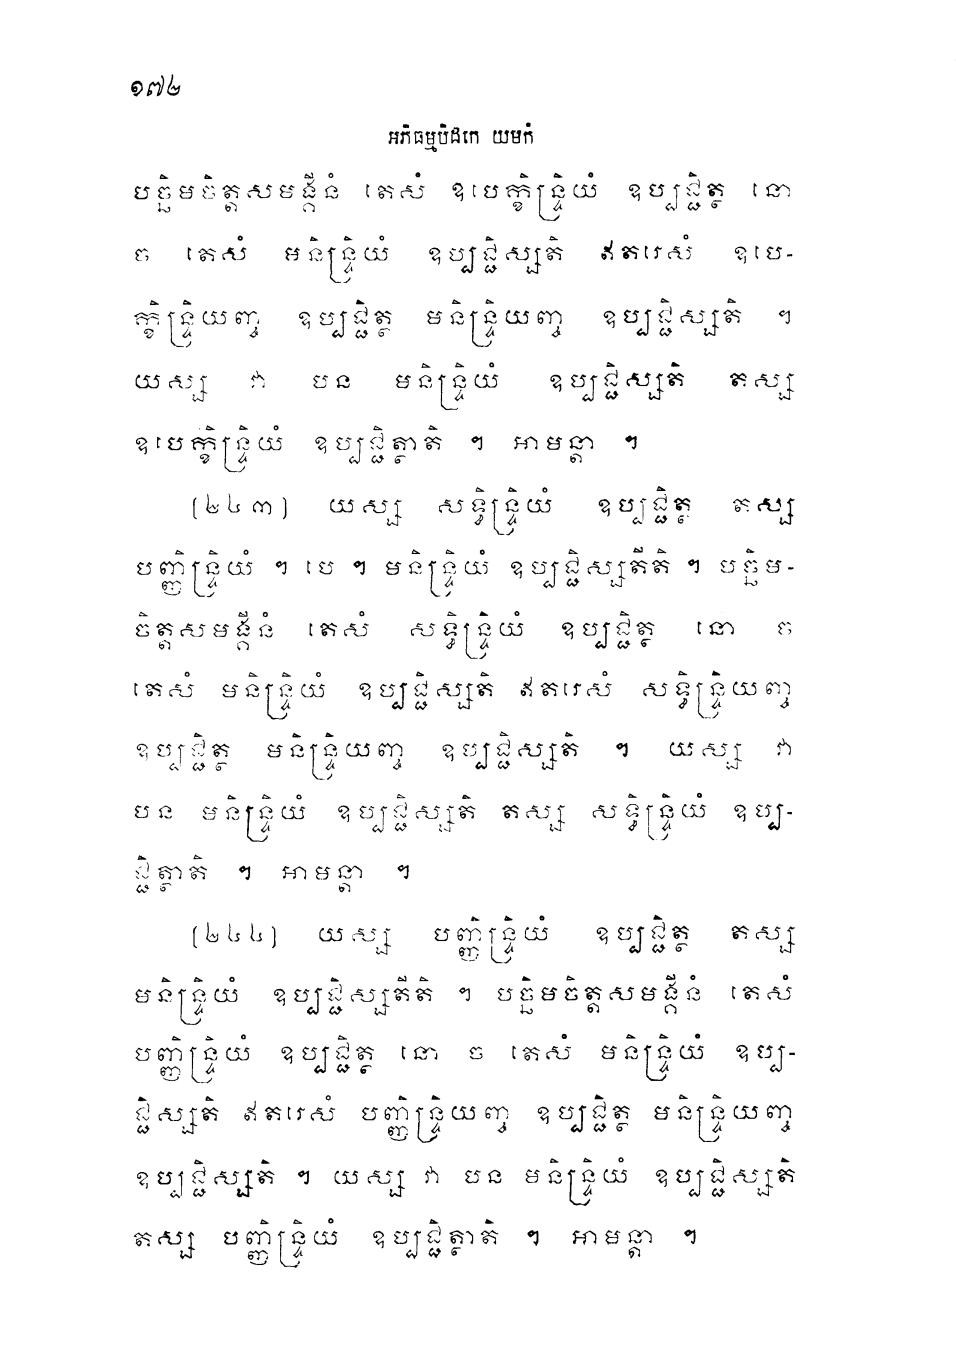 ១៧២
អភិធម្មបិដកេ យមកំ
បច្ឆិមចិត្តសមង្គីនំ តេសំ ឧបេក្ខិន្ទ្រិយំ ឧប្បជ្ជិត្ថ នោ
ច តេសំ មនិន្ទ្រិយំ ឧប្បជ្ជិស្សតិ ឥតរេសំ ឧបេ-
ក្ខិន្ទ្រិយញ្ច ឧប្បជ្ជិត្ថ មនិន្ទ្រិយញ្ច ឧប្បជ្ជិស្សតិ ។
យស្ស វា បន មនិន្ទ្រិយំ ឧប្បជ្ជិស្សតិ តស្ស
ឧបេក្ខិន្ទ្រិយំ ឧប្បជ្ជិត្ថាតិ ។ អាមន្តា ។
(២៤៣) យស្ស សទ្ធិន្ទ្រិយំ ឧប្បជ្ជិត្ថ តស្ស
បញ្ញិន្ទ្រិយំ ។ បេ ។ មនិន្ទ្រិយំ ឧប្បជ្ជិស្សតីតិ ។ បច្ឆិម-
ចិត្តសមង្គីនំ តេសំ សទ្ធិន្ទ្រិយំ ឧប្បជ្ជិត្ថ នោ ច
តេសំ មនិន្ទ្រិយំ ឧប្បជ្ជិស្សតិ ឥតរេសំ សទ្ធិន្ទ្រិយញ្ច
ឧប្បជ្ជិត្ថ មនិន្ទ្រិយញ្ច ឧប្បជ្ជិស្សតិ ។ យស្ស វា
បន មនិន្ទ្រិយំ ឧប្បជ្ជិស្សតិ តស្ស សទ្ធិន្ទ្រិយំ ឧប្ប-
ជ្ជិត្ថាតិ ។ អាមន្តា ។
(២៤៤) យស្ស បញ្ញិន្ទ្រិយំ ឧប្បជ្ជិត្ថ តស្ស
មនិន្ទ្រិយំ ឧប្បជ្ជិស្សតីតិ ។ បច្ឆិមចិត្តសមង្គីនំ តេសំ
បញ្ញិន្ទ្រិយំ ឧប្បជ្ជិត្ថ នោ ច តេសំ មនិន្ទ្រិយំ ឧប្ប-
ជ្ជិស្សតិ ឥតរេសំ បញ្ញិន្ទ្រិយញ្ច ឧប្បជ្ជិត្ថ មនិន្ទ្រិយញ្ច
ឧប្បជ្ជិស្សតិ ។ យស្ស វា បន មនិន្ទ្រិយំ ឧប្បជ្ជិស្សតិ
តស្ស បញ្ញិន្ទ្រិយំ ឧប្បជ្ជិត្ថាតិ ។ អាមន្តា ។